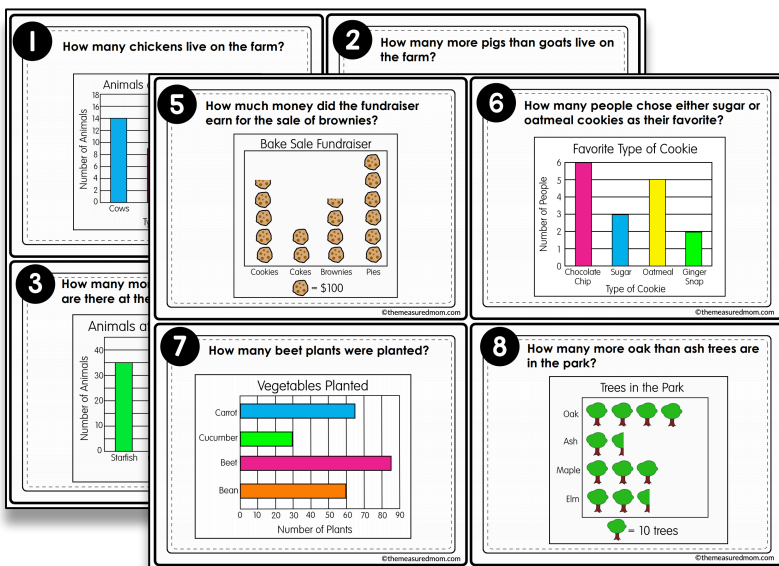 1
How many chickens live on the farm?
Animals
Number of Animals
18
16
14
12
10
8
6
4
2
0
Cows
2
How many more pigs than goats live on
the farm?
3
How many
are there at the
Animals
Number of Animals
40
30
20
10
0
Starfish
5
How much money did the fundraiser
earn for the sale of brownies?
Bake Sale Fundraiser
Cookies Cakes Brownies Pies
= $100
©themeasuredmom.com
6
How many people chose either sugar or
oatmeal cookies as their favorite?
Favorite Type of Cookie
Number of People
6
5
4
3
2
1
0
Chocolate Sugar Oatmeal Ginger
Chip Snap
Type of Cookie
©themeasuredmom.com
7
How many beet plants were planted?
Vegetables Planted
Carrot
Cucumber
Beet
Bean
0 10 20 30 40 50 60 70 80 90
Number of Plants
©themeasuredmom.com
8
How many more oak than ash trees are
in the park?
Trees in the Park
Oak
Ash
Maple
Elm
= 10 trees
©themeasuredmom.com